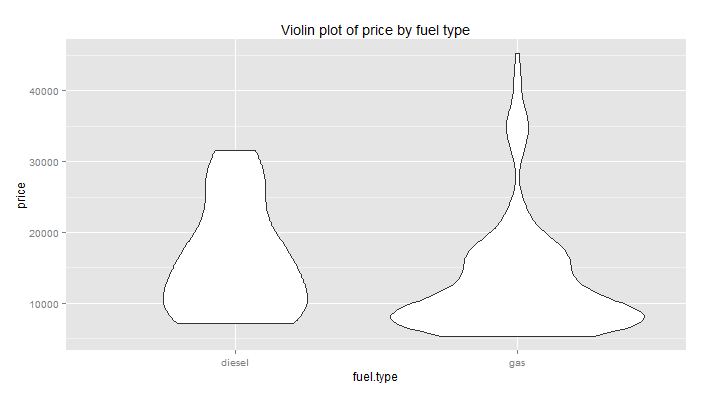 Violin plot of price by fuel type
price
40000
30000
20000
10000
diesel
gas
fuel.type